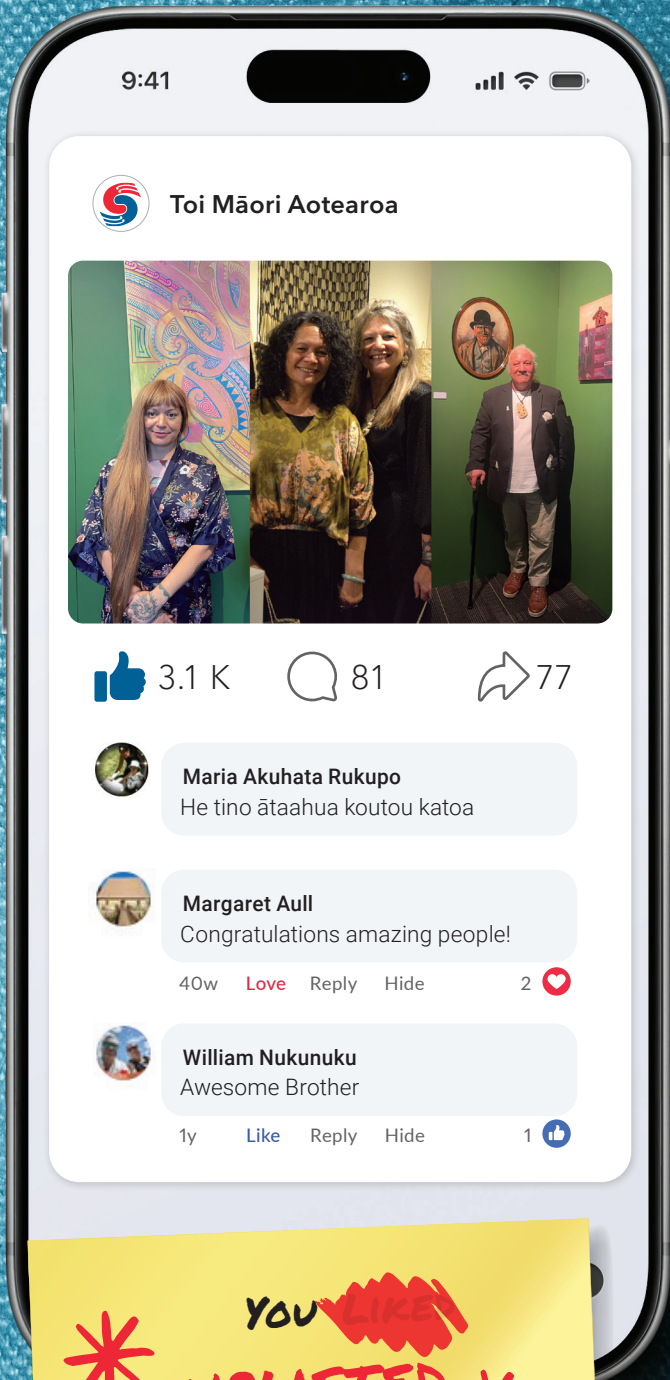 9:41
Toi Māori Aotearoa
3.1 K 81 77
Maria Akuhata Rukupo
He tino ātaahua koutou katoa
Margaret Aull
Congratulations amazing people!
40w Love Reply Hide 2
William Nukunuku
Awesome Brother
1y Like Reply Hide 1
YOU LIKED